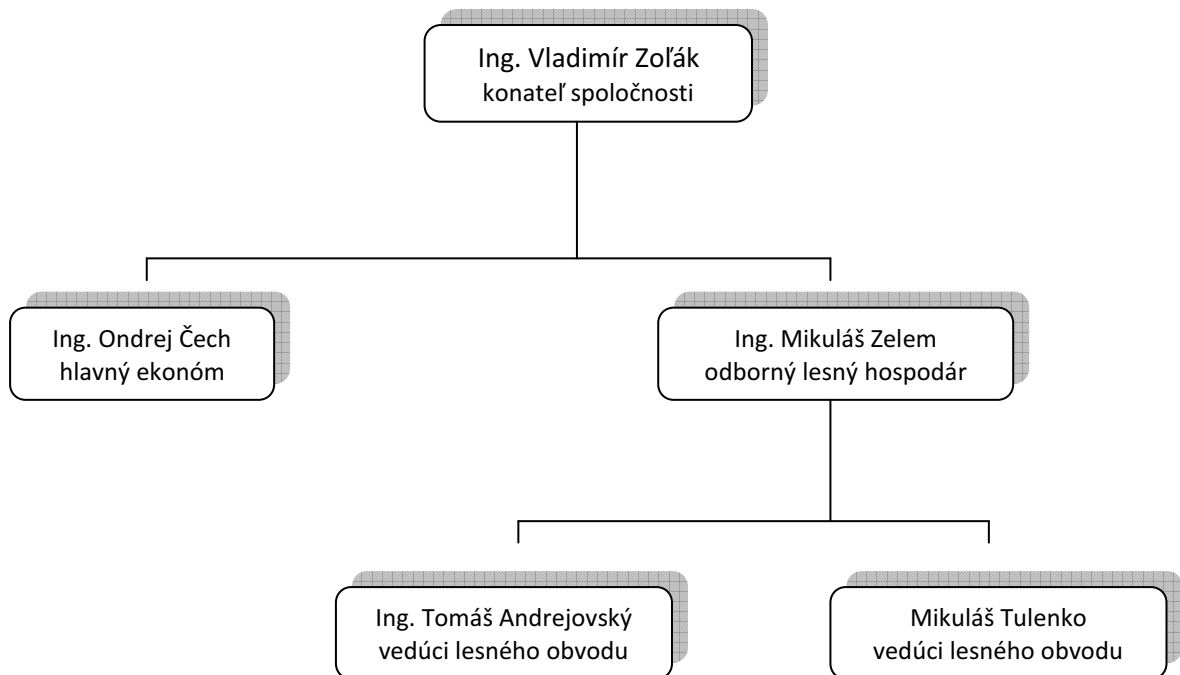 Ing. Vladimír Zoľák
konateľ spoločnosti
Ing. Ondrej Čech
hlavný ekonóm
Ing. Mikuláš Zelem
odborný lesný hospodár
Ing. Tomáš Andrejovský
vedúci lesného obvodu
Mikuláš Tulenko
vedúci lesného obvodu